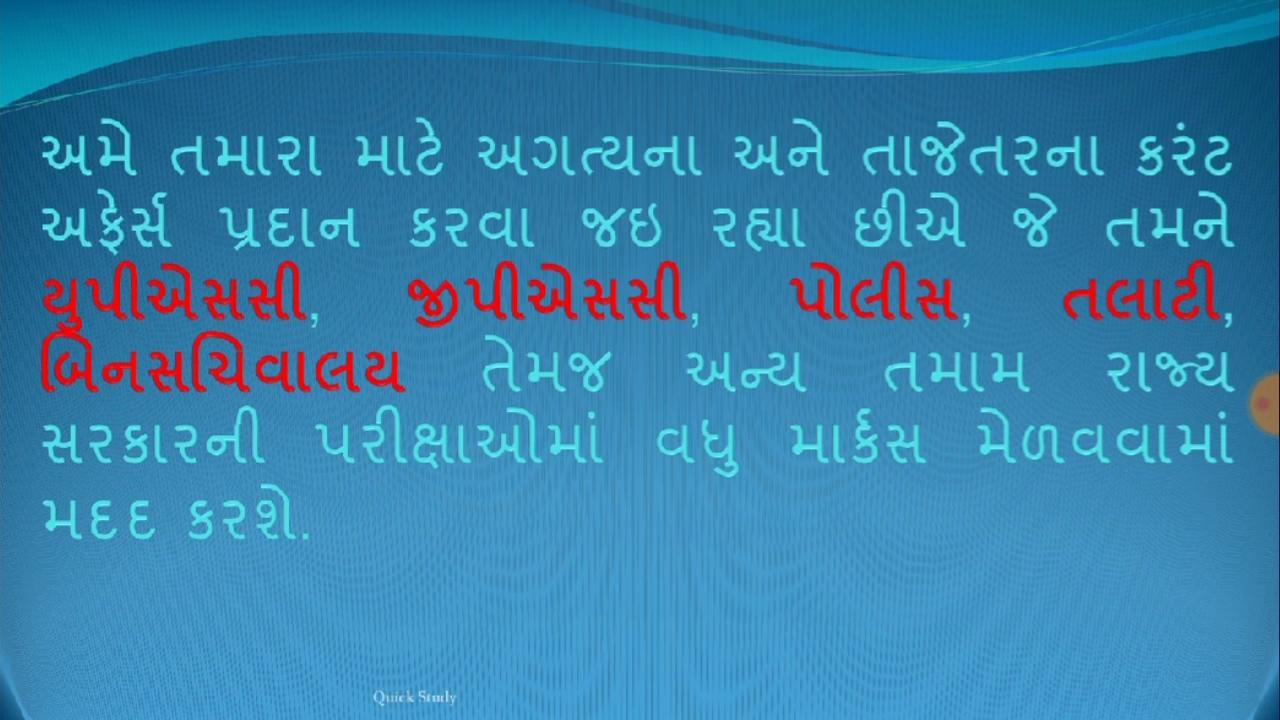 અમે તમારા માટે અગત્યના અને તાજેતરના કરંટ
અફેર્સ પ્રદાન કરવા જઇ રહ્યા છીએ જે તમને
યુપીએસસી, જીપીએસસી, પોલીસ, તલાટી,
બિનસચિવાલય તેમજ અન્ય તમામ રાજ્ય
સરકારની પરીક્ષાઓમાં વધુ માર્કસ મેળવવામાં
મદદ કરશે.
Quick Study